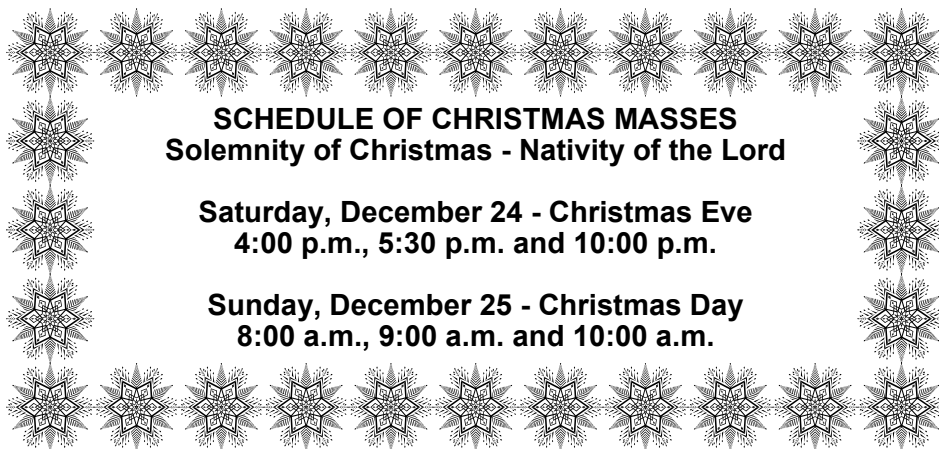 SCHEDULE OF CHRISTMAS MASSES
Solemnity of Christmas - Nativity of the Lord
Saturday, December 24 - Christmas Eve
4:00 p.m., 5:30 p.m. and 10:00 p.m.
Sunday, December 25 - Christmas Day
8:00 a.m., 9:00 a.m. and 10:00 a.m.